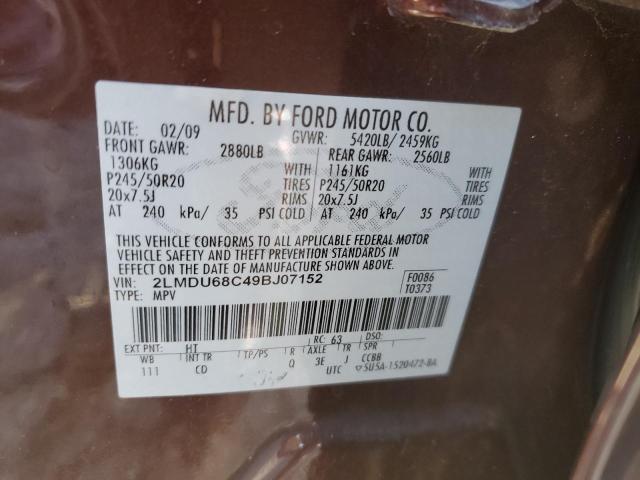 MFD. BY FORD MOTOR CO.
DATE: 02/09 GVWR: 5420LB/ 2459KG
FRONT GAWR: 2880LB REAR GAWR: 2560LB
1306KG WITH 1161KG WITH
P245/50R20 TIRES P245/50R20 TIRES
20x7.5J RIMS 20x7.5J RIMS
AT 240 kPa/ 35 PSI COLD AT 240 kPa/ 35 PSI COLD
THIS VEHICLE CONFORMS TO ALL APPLICABLE FEDERAL MOTOR
VEHICLE SAFETY AND THEFT PREVENTION STANDARDS IN
EFFECT ON THE DATE OF MANUFACTURE SHOWN ABOVE.
VIN: 2LMDU68C49BJ07152 F0086
TYPE: MPV T0373
EXT PNT: HT RC: 63 DSO:
WB INT TR TP/PS R AXLE TR SPR
111 CD Q 3E J CCBB
UTC ▽5U5A-1520472-BA